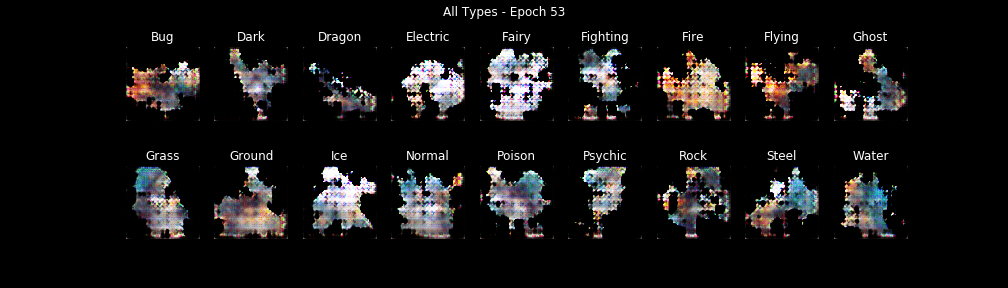 All Types - Epoch 53
Bug Dark Dragon Electric Fairy Fighting Fire Flying Ghost
Grass Ground Ice Normal Poison Psychic Rock Steel Water